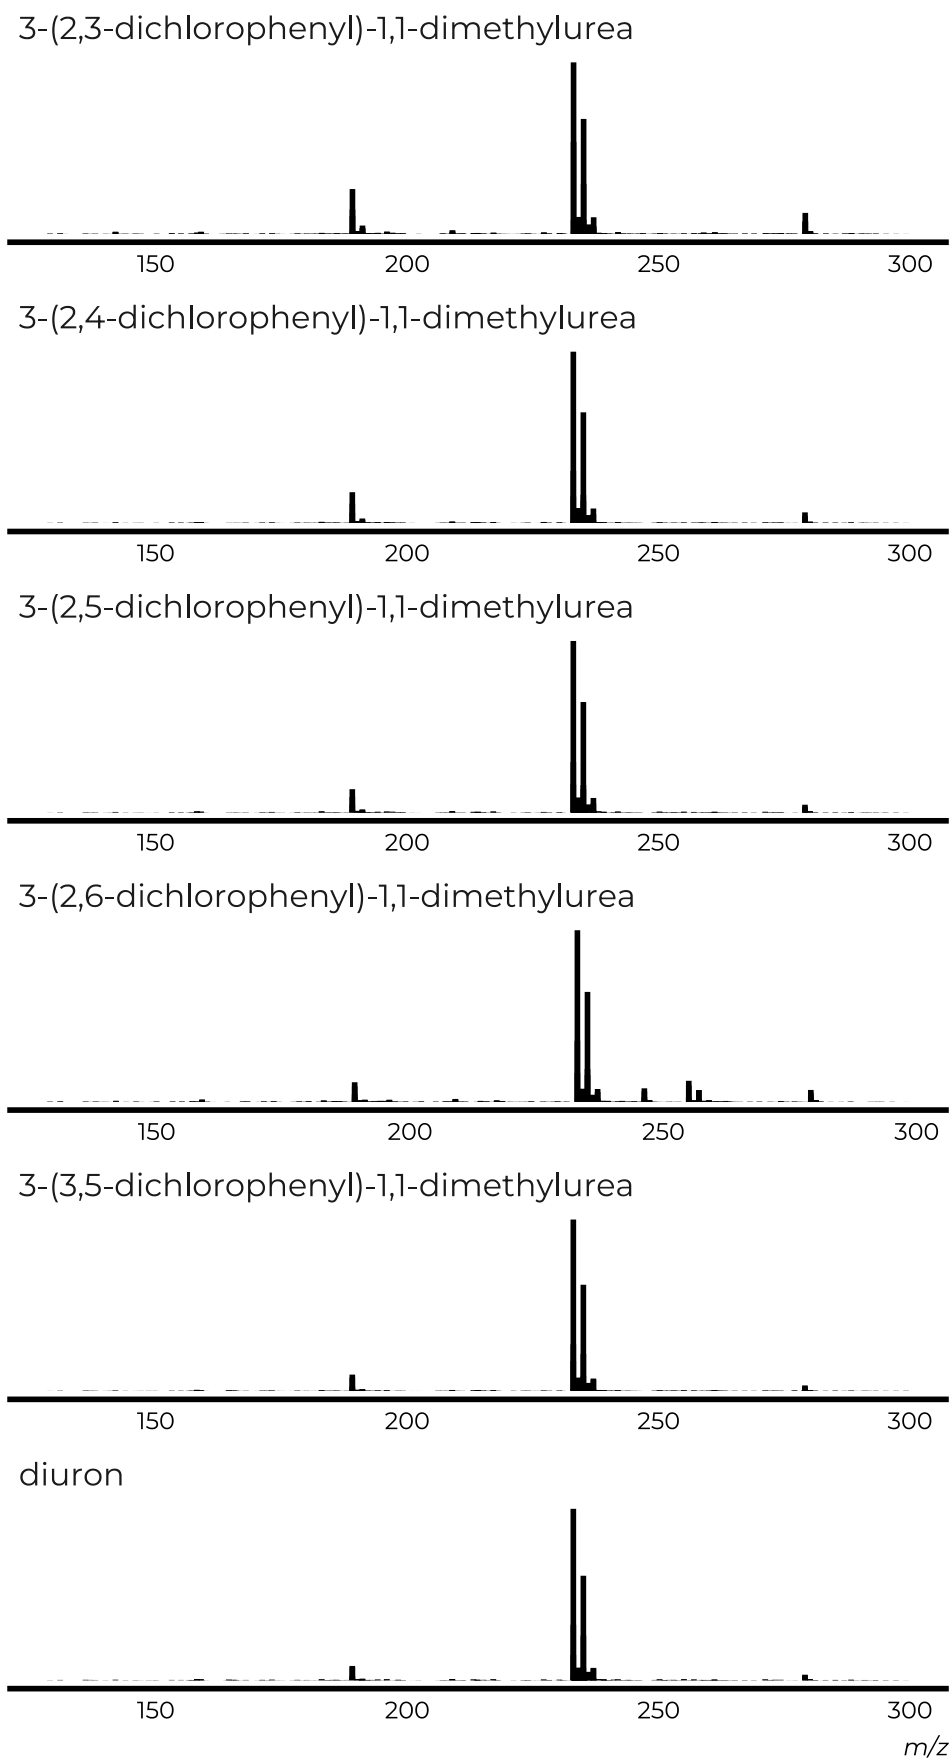 3-(2,3-dichlorophenyl)-1,1-dimethylurea
150 200 250 300
3-(2,4-dichlorophenyl)-1,1-dimethylurea
150 200 250 300
3-(2,5-dichlorophenyl)-1,1-dimethylurea
150 200 250 300
3-(2,6-dichlorophenyl)-1,1-dimethylurea
150 200 250 300
3-(3,5-dichlorophenyl)-1,1-dimethylurea
150 200 250 300
diuron
150 200 250 300
m/z